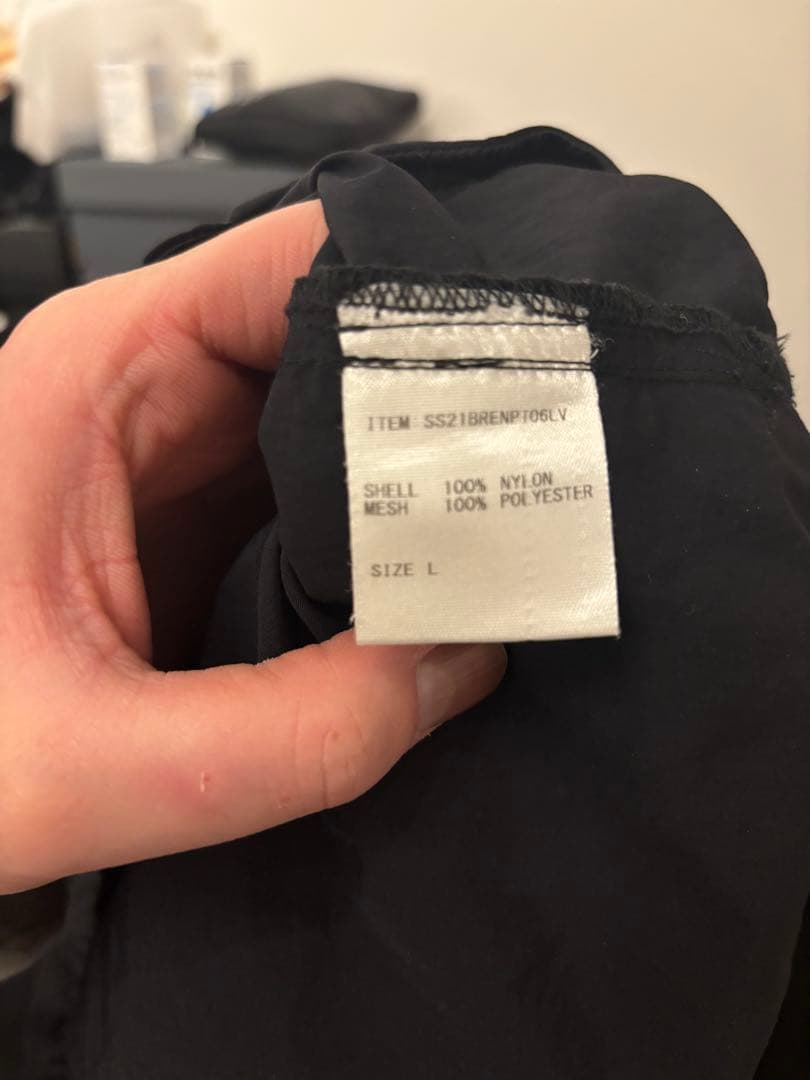 ITEM SS21BRENPT06LV
SHELL 100% NYLON
MESH 100% POLYESTER
SIZE L